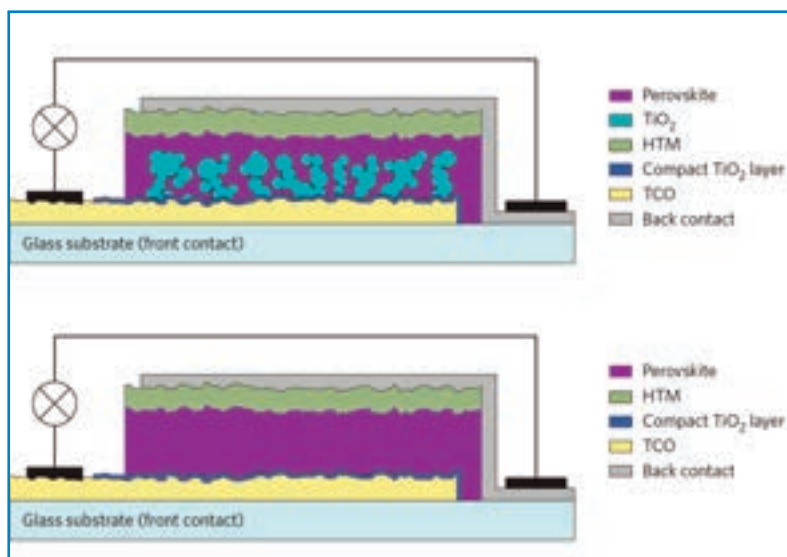 Perovskite
TiO₂
HTM
Compact TiO₂ layer
TCO
Back contact
Glass substrate (front contact)
Perovskite
HTM
Compact TiO₂ layer
TCO
Back contact
Glass substrate (front contact)